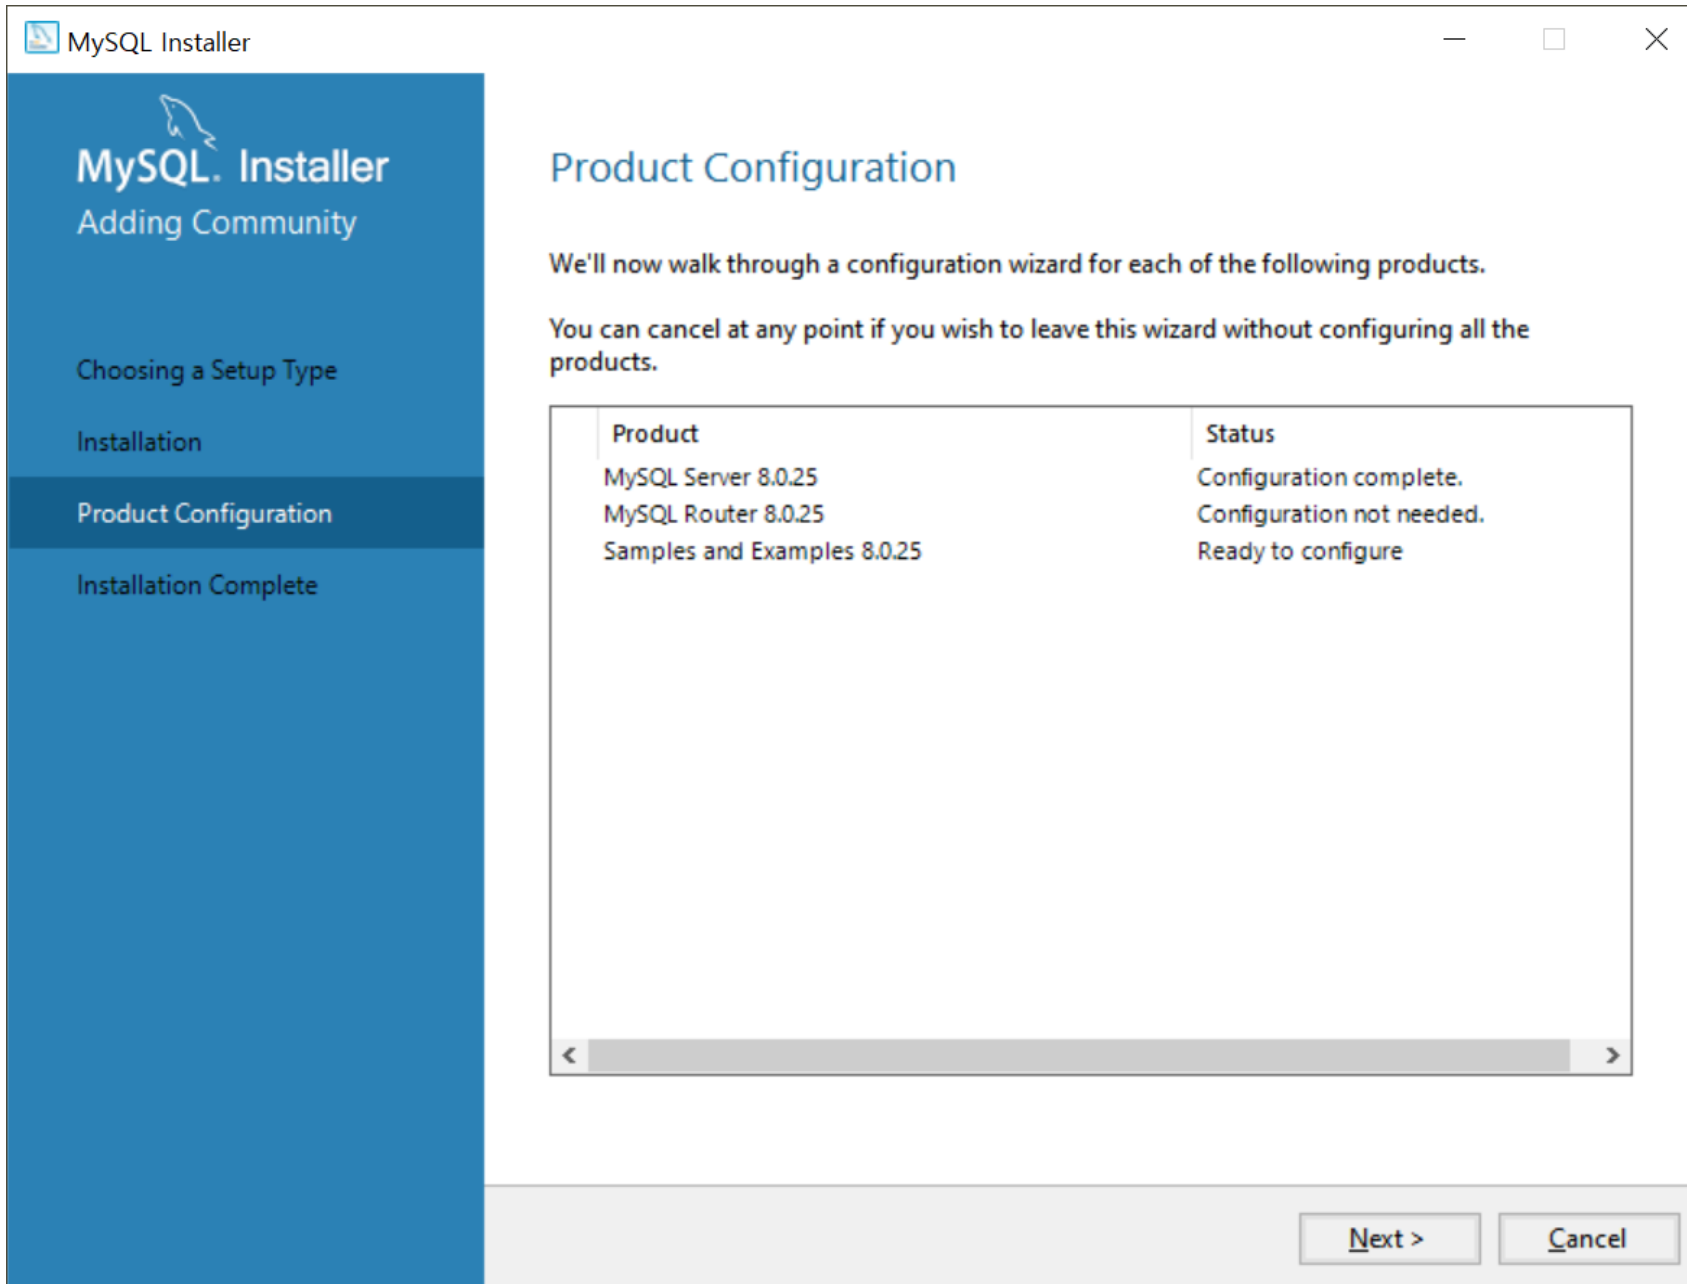 MySQL Installer
MySQL. Installer
Adding Community
Choosing a Setup Type
Installation
Product Configuration
Installation Complete
Product Configuration
We'll now walk through a configuration wizard for each of the following products.
You can cancel at any point if you wish to leave this wizard without configuring all the
products.
Product Status
MySQL Server 8.0.25 Configuration complete.
MySQL Router 8.0.25 Configuration not needed.
Samples and Examples 8.0.25 Ready to configure
Next > Cancel